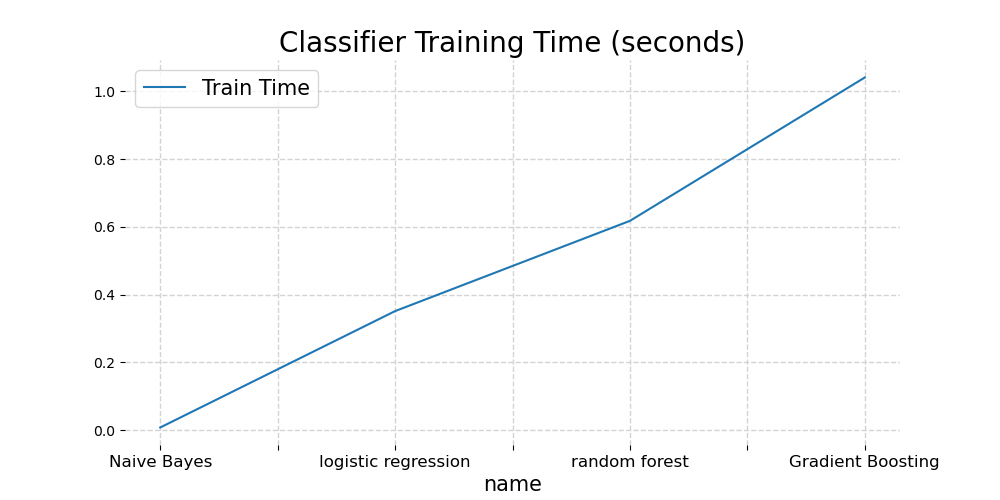 Classifier Training Time (seconds)
Train Time
1.0
0.8
0.6
0.4
0.2
0.0
Naive Bayes logistic regression random forest Gradient Boosting
name